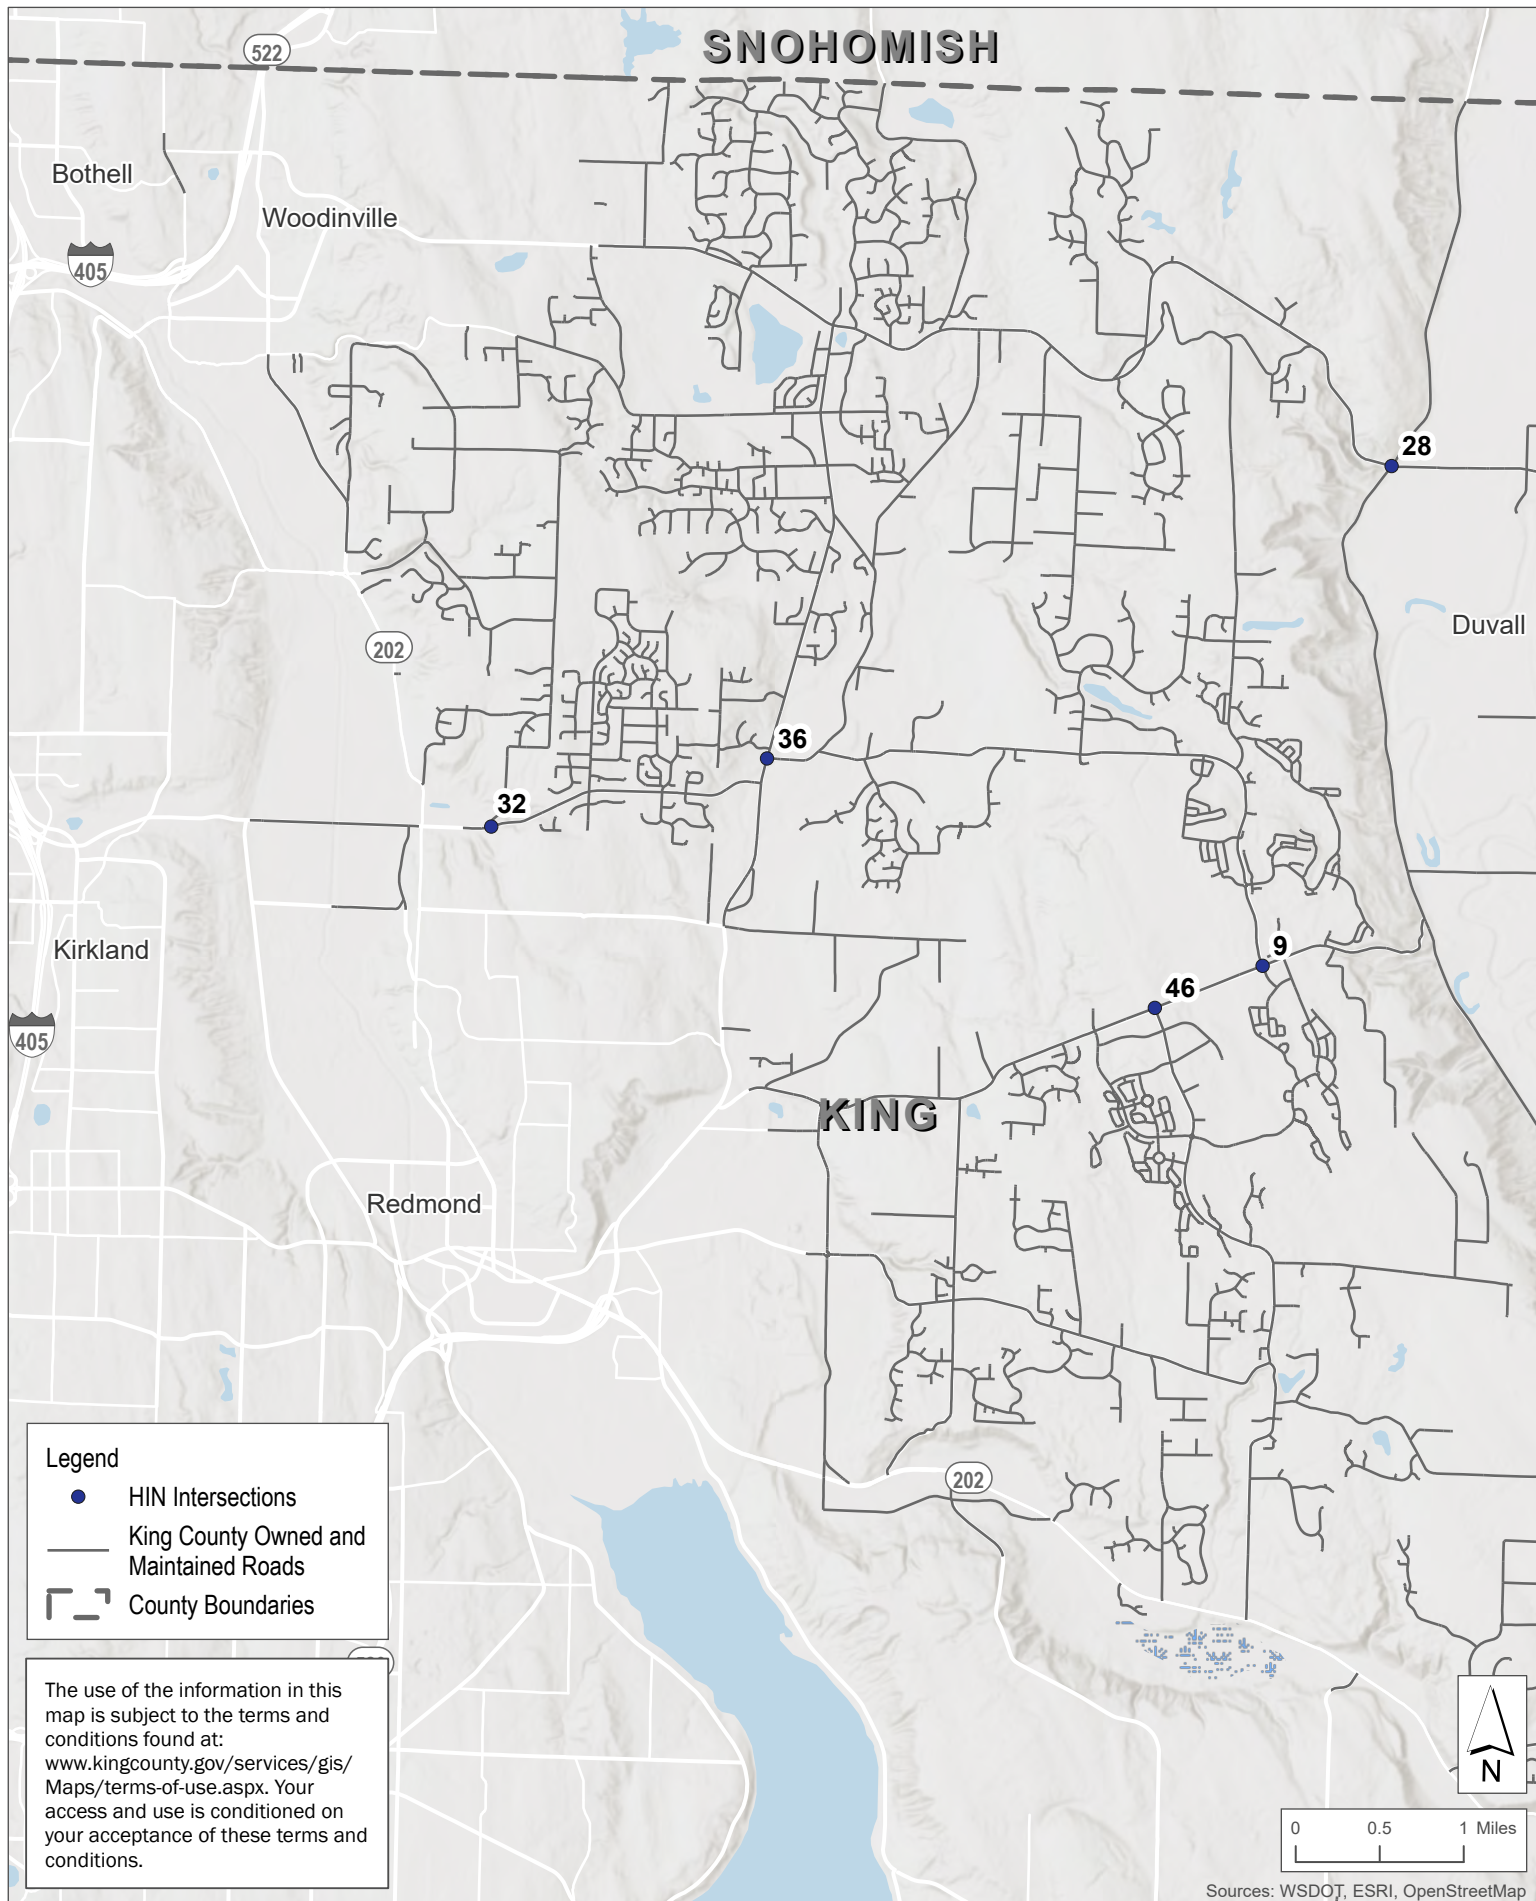 SNOHOMISH
522
Bothell
Woodinville
405
28
Duvall
202
36
32
9
Kirkland
46
405
KING
Redmond
202
Legend
HIN Intersections
King County Owned and
Maintained Roads
County Boundaries
The use of the information in this
map is subject to the terms and
conditions found at:
www.kingcounty.gov/services/gis/
Maps/terms-of-use.aspx. Your
access and use is conditioned on
your acceptance of these terms and
conditions.
N
0 0.5 1 Miles
Sources: WSDOT, ESRI, OpenStreetMap